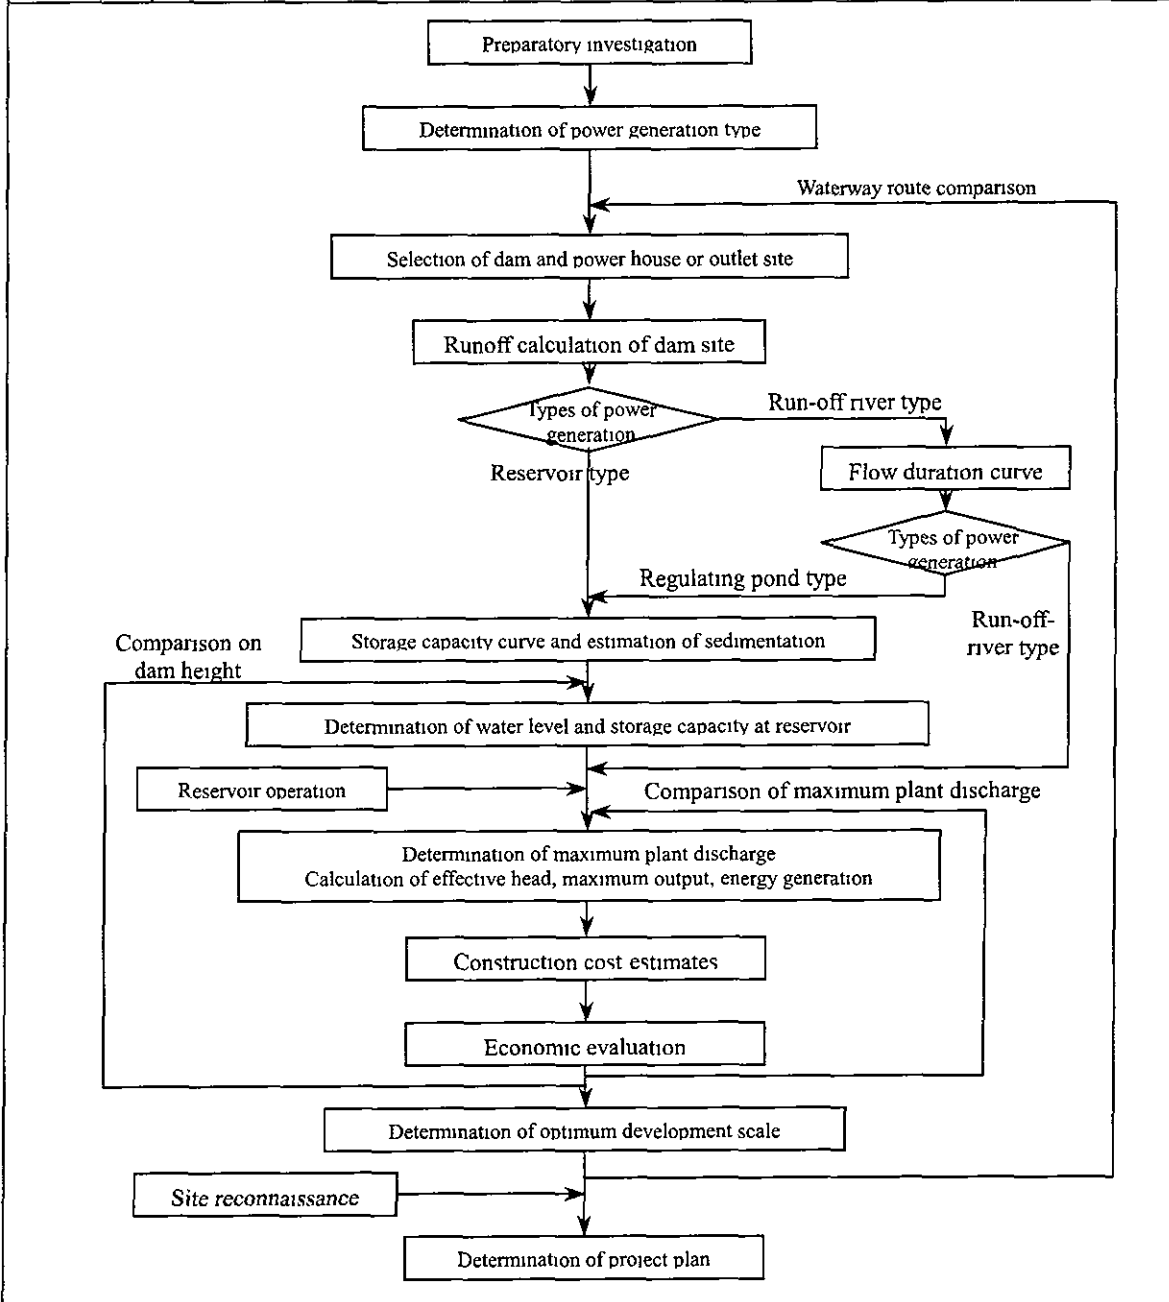 Preparatory investigation
Determination of power generation type
Waterway route comparison
Selection of dam and power house or outlet site
Runoff calculation of dam site
Types of power
generation
Run-off river type
Reservoir type
Flow duration curve
Types of power
generation
Regulating pond type
Run-off-
river type
Storage capacity curve and estimation of sedimentation
Comparison on
dam height
Determination of water level and storage capacity at reservoir
Reservoir operation
Comparison of maximum plant discharge
Determination of maximum plant discharge
Calculation of effective head, maximum output, energy generation
Construction cost estimates
Economic evaluation
Determination of optimum development scale
Site reconnaissance
Determination of project plan